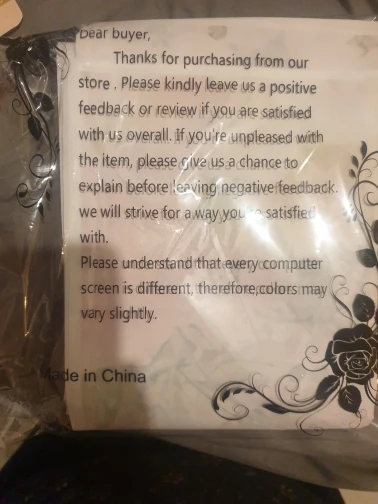 Dear buyer,
Thanks for purchasing from our
store . Please kindly leave us a positive
feedback or review if you are satisfied
with us overall. If you're unpleased with
the item, please give us a chance to
explain before leaving negative feedback.
we will strive for a way you're satisfied
with.
Please understand that every computer
screen is different, therefore,colors may
vary slightly.
Made in China